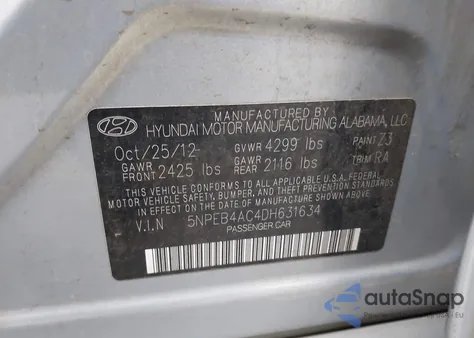 MANUFACTURED BY
HYUNDAI MOTOR MANUFACTURING ALABAMA, LLC
Oct/25/12 GVWR 4299 lbs PAINT Z3
GAWR FRONT 2425 lbs GAWR REAR 2116 lbs TRIM RA
THIS VEHICLE CONFORMS TO ALL APPLICABLE U.S.A. FEDERAL
MOTOR VEHICLE SAFETY, BUMPER, AND THEFT PREVENTION
STANDARDS IN EFFECT ON THE DATE OF MANUFACTURE SHOWN ABOVE.
V.I.N 5NPEB4AC4DH631634
PASSENGER CAR
autoSnap
EU